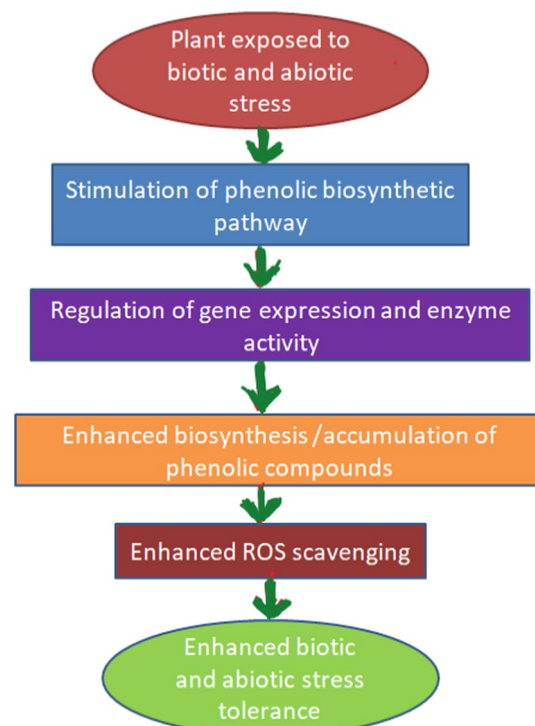 Plant exposed to
biotic and abiotic
stress
Stimulation of phenolic biosynthetic
pathway
Regulation of gene expression and enzyme
activity
Enhanced biosynthesis /accumulation of
phenolic compounds
Enhanced ROS scavenging
Enhanced biotic
and abiotic stress
tolerance